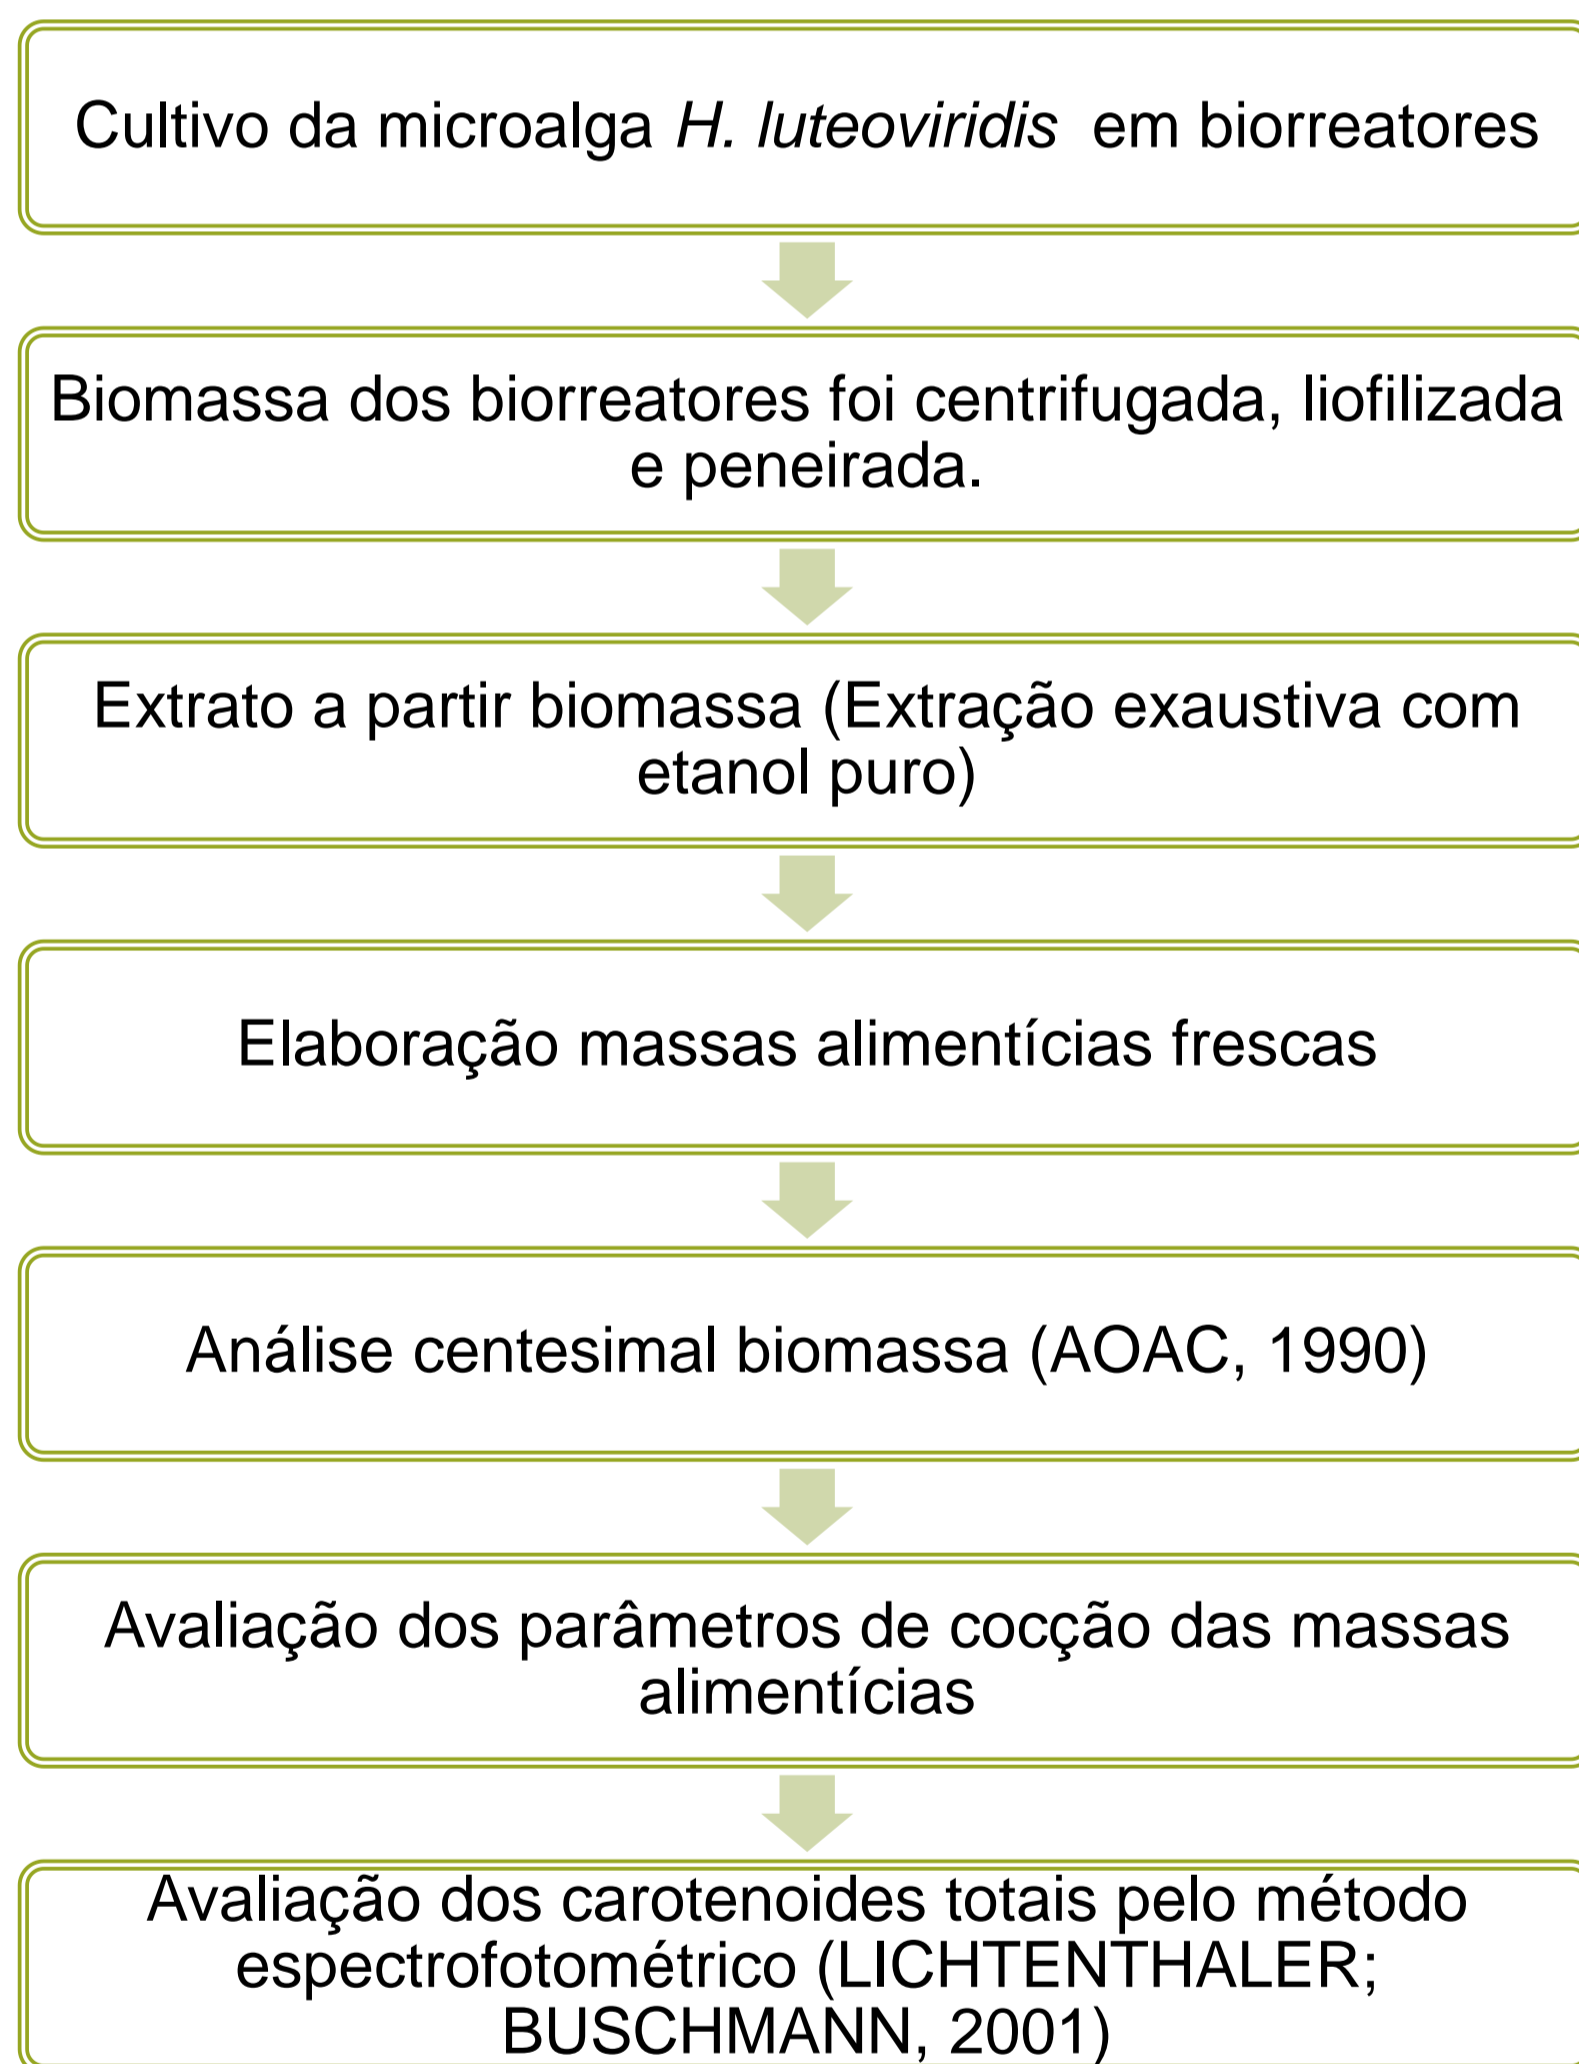 Cultivo da microalga H. luteoviridis em biorreatores
Biomassa dos biorreatores foi centrifugada, liofilizada
e peneirada.
Extrato a partir biomassa (Extração exaustiva com
etanol puro)
Elaboração massas alimentícias frescas
Análise centesimal biomassa (AOAC, 1990)
Avaliação dos parâmetros de cocção das massas
alimentícias
Avaliação dos carotenoides totais pelo método
espectrofotométrico (LICHTENTHALER;
BUSCHMANN, 2001)